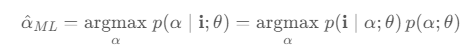 α̂_ML = argmax_α p(α | i; θ) = argmax_α p(i | α; θ) p(α; θ)